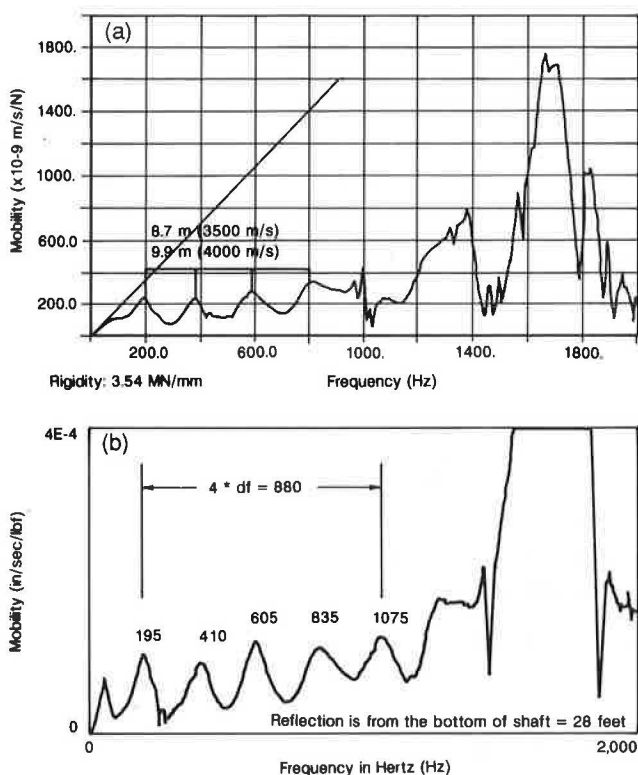 (a)
1800.
1400.
1000.
600.0
200.0
Mobility (x10-9 m/s/N)
8.7 m (3500 m/s)
9.9 m (4000 m/s)
200.0 600.0 1000. 1400. 1800.
Rigidity: 3.54 MN/mm Frequency (Hz)
(b)
4E-4
4 * df = 880
Mobility (in/sec/lbf)
195 410 605 835 1075
Reflection is from the bottom of shaft = 28 feet
0
0 2,000
Frequency in Hertz (Hz)